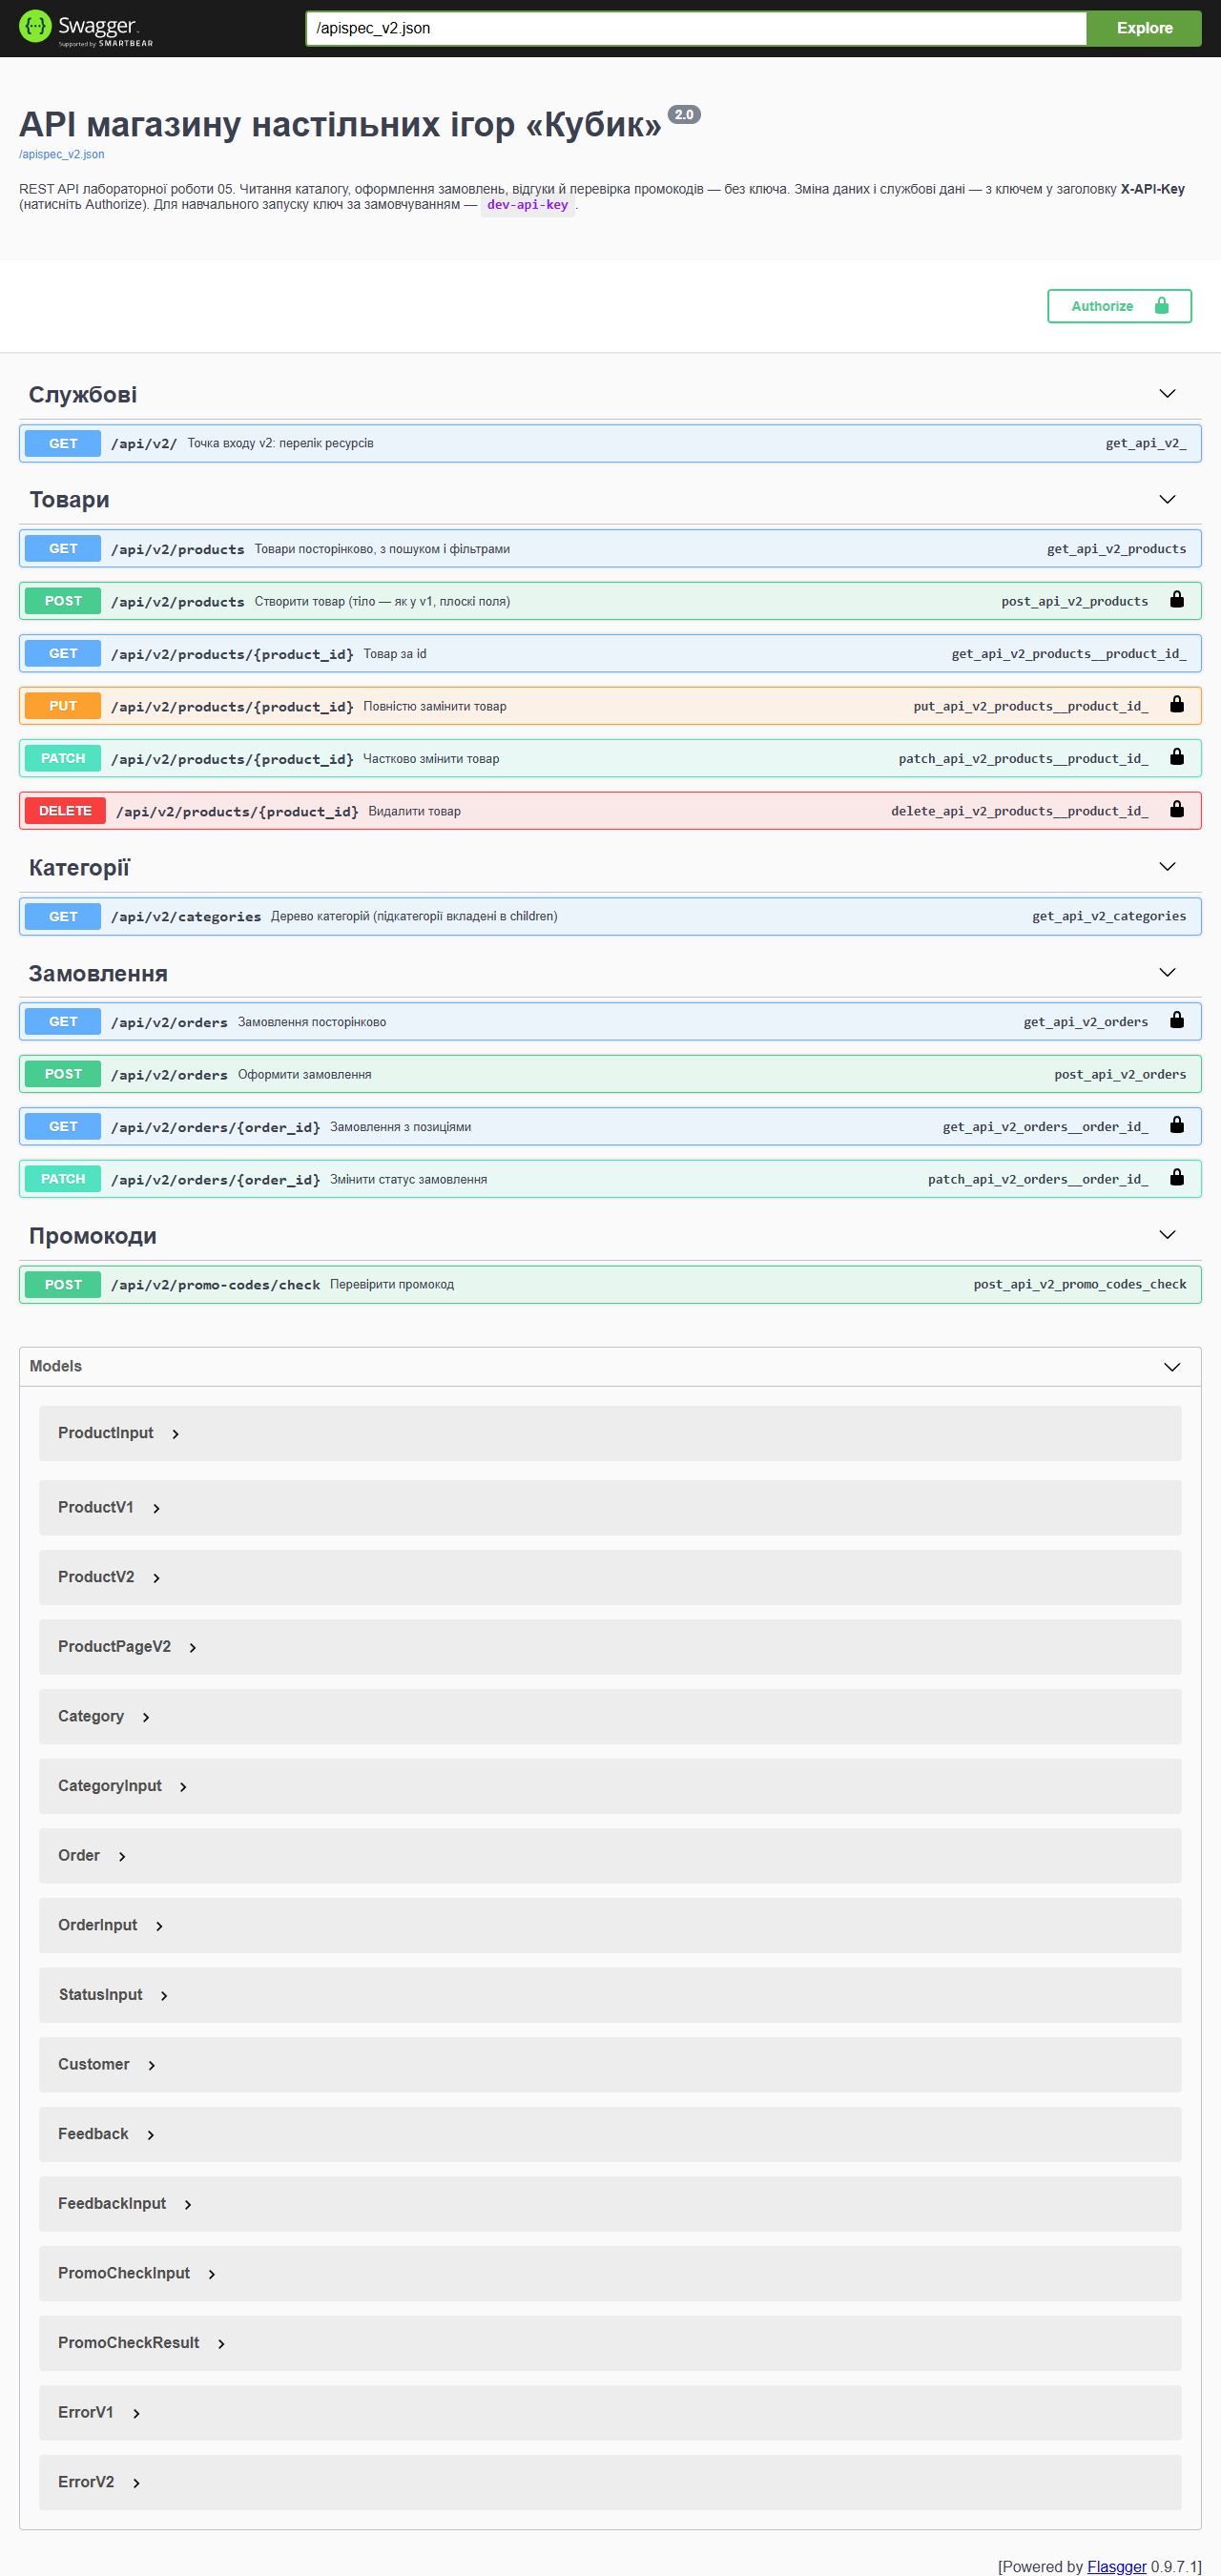 Swagger.
Supported by SMARTBEAR
/apispec_v2.json
Explore
API магазину настільних ігор «Кубик» 2.0
/apispec_v2.json
REST API лабораторної роботи 05. Читання каталогу, оформлення замовлень, відгуки й перевірка промокодів — без ключа. Зміна даних і службові дані — з ключем у заголовку X-API-Key
(натисніть Authorize). Для навчального запуску ключ за замовчуванням — dev-api-key.
Authorize
Службові
GET /api/v2/ Точка входу v2: перелік ресурсів get_api_v2_
Товари
GET /api/v2/products Товари посторінково, з пошуком і фільтрами get_api_v2_products
POST /api/v2/products Створити товар (тіло — як у v1, плоскі поля) post_api_v2_products
GET /api/v2/products/{product_id} Товар за id get_api_v2_products__product_id_
PUT /api/v2/products/{product_id} Повністю замінити товар put_api_v2_products__product_id_
PATCH /api/v2/products/{product_id} Частково змінити товар patch_api_v2_products__product_id_
DELETE /api/v2/products/{product_id} Видалити товар delete_api_v2_products__product_id_
Категорії
GET /api/v2/categories Дерево категорій (підкатегорії вкладені в children) get_api_v2_categories
Замовлення
GET /api/v2/orders Замовлення посторінково get_api_v2_orders
POST /api/v2/orders Оформити замовлення post_api_v2_orders
GET /api/v2/orders/{order_id} Замовлення з позиціями get_api_v2_orders__order_id_
PATCH /api/v2/orders/{order_id} Змінити статус замовлення patch_api_v2_orders__order_id_
Промокоди
POST /api/v2/promo-codes/check Перевірити промокод post_api_v2_promo_codes_check
Models
ProductInput
ProductV1
ProductV2
ProductPageV2
Category
CategoryInput
Order
OrderInput
StatusInput
Customer
Feedback
FeedbackInput
PromoCheckInput
PromoCheckResult
ErrorV1
ErrorV2
[Powered by Flasgger 0.9.7.1]